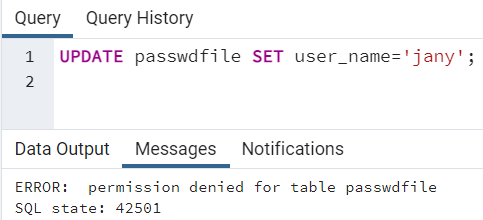 Query Query History
1 UPDATE passwdfile SET user_name='jany';
2
Data Output Messages Notifications
ERROR:  permission denied for table passwdfile
SQL state: 42501